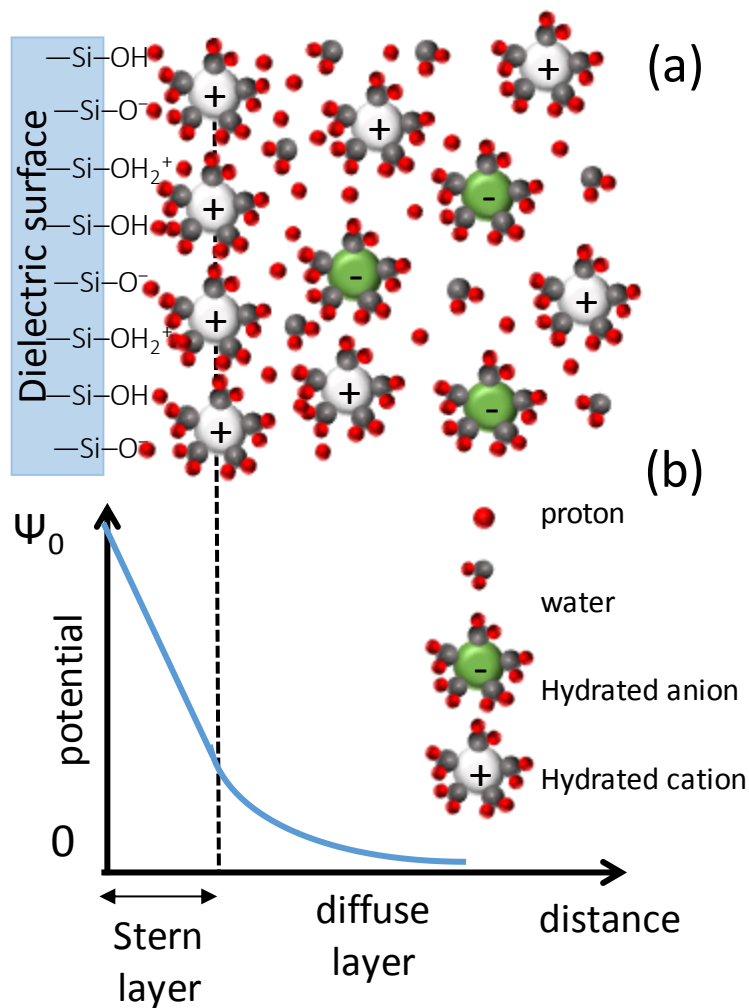 (a)
Dielectric surface
—Si–OH
—Si–O⁻
—Si–OH₂⁺
—Si–OH
—Si–O⁻
—Si–OH₂⁺
—Si–OH
—Si–O⁻
+
+
+
+
+
+
-
-
+
+
-
(b)
Ψ₀
potential
0
proton
water
-
Hydrated anion
+
Hydrated cation
Stern
layer
diffuse
layer
distance